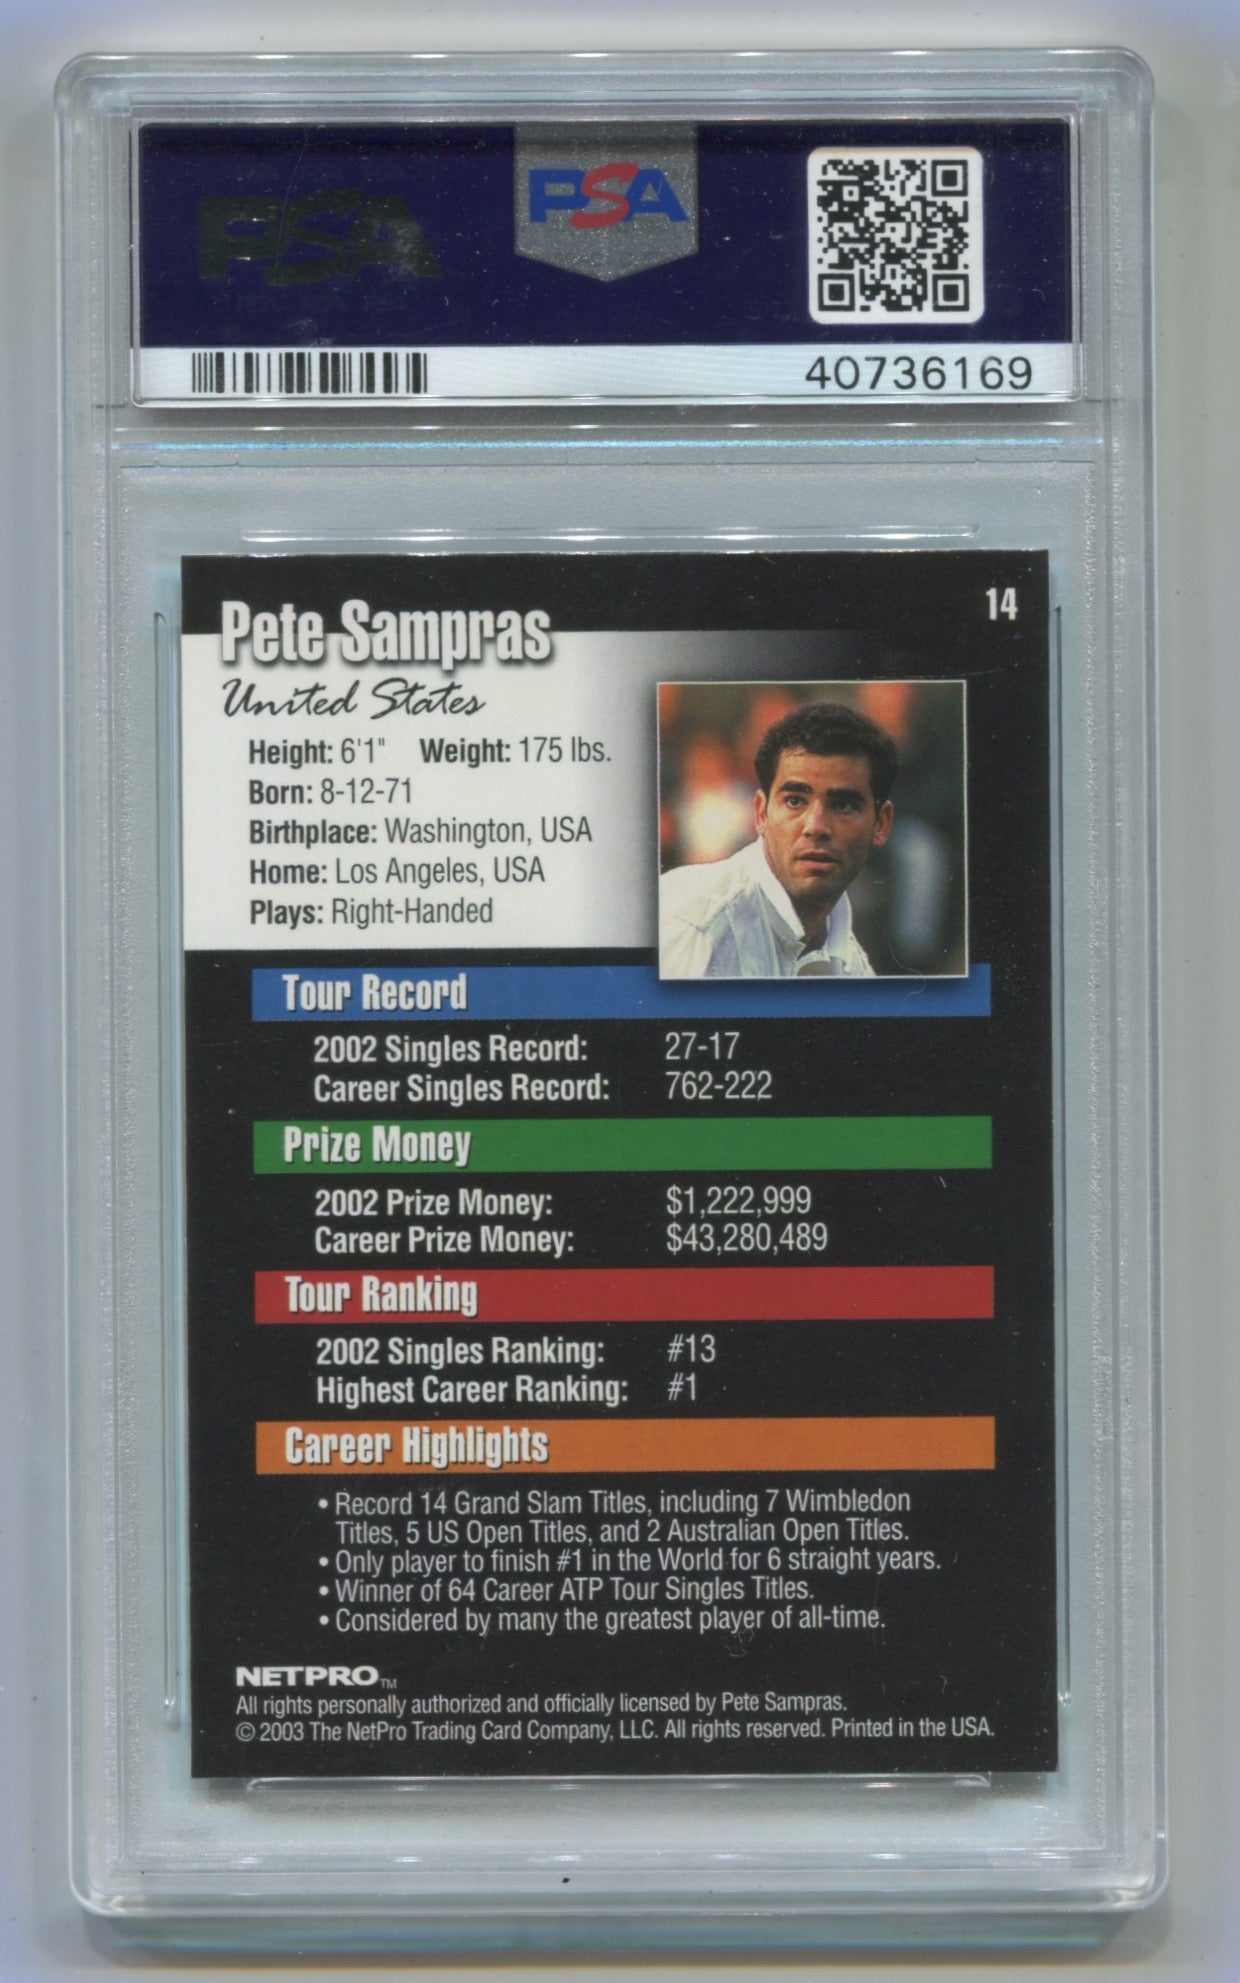 PSA
PSA
40736169
14
Pete Sampras
United States
Height: 6'1" Weight: 175 lbs.
Born: 8-12-71
Birthplace: Washington, USA
Home: Los Angeles, USA
Plays: Right-Handed
Tour Record
2002 Singles Record: 27-17
Career Singles Record: 762-222
Prize Money
2002 Prize Money: $1,222,999
Career Prize Money: $43,280,489
Tour Ranking
2002 Singles Ranking: #13
Highest Career Ranking: #1
Career Highlights
• Record 14 Grand Slam Titles, including 7 Wimbledon
Titles, 5 US Open Titles, and 2 Australian Open Titles.
• Only player to finish #1 in the World for 6 straight years.
• Winner of 64 Career ATP Tour Singles Titles.
• Considered by many the greatest player of all-time.
NETPRO™
All rights personally authorized and officially licensed by Pete Sampras.
© 2003 The NetPro Trading Card Company, LLC. All rights reserved. Printed in the USA.